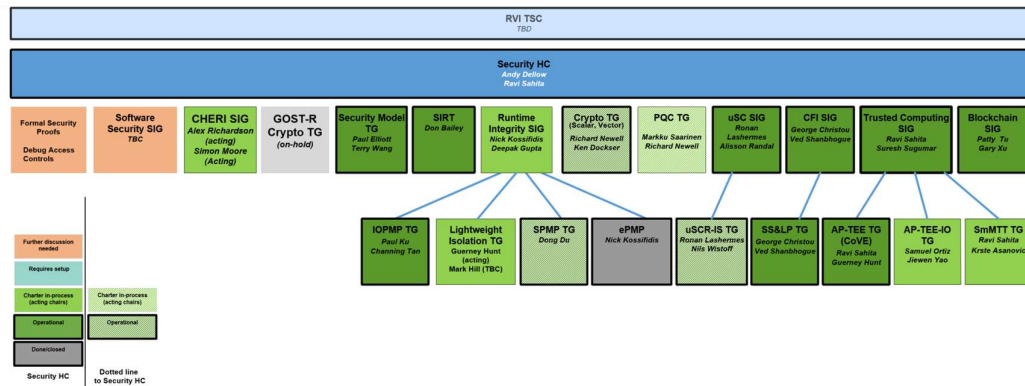 RVI TSC
TBD
Security HC
Andy Dellow
Ravi Sahita
Formal Security
Proofs
Debug Access
Controls
Software
Security SIG
TBC
CHERI SIG
Alex Richardson
(acting)
Simon Moore
(Acting)
GOST-R
Crypto TG
(on-hold)
Security Model
TG
Paul Elliott
Terry Wang
SIRT
Don Bailey
Runtime
Integrity SIG
Nick Kossifidis
Deepak Gupta
Crypto TG
(Scalar, Vector)
Richard Newell
Ken Dockser
PQC TG
Markku Saarinen
Richard Newell
uSC SIG
Ronan
Lashermes
Alisson Randal
CFI SIG
George Christou
Ved Shanbhogue
Trusted Computing
SIG
Ravi Sahita
Suresh Sugumar
Blockchain
SIG
Patty Tu
Gary Xu
IOPMP TG
Paul Ku
Channing Tan
Lightweight
Isolation TG
Guerney Hunt
(acting)
Mark Hill (TBC)
SPMP TG
Dong Du
ePMP
Nick Kossifidis
uSCR-IS TG
Ronan Lashermes
Nils Wistoff
SS&LP TG
George Christou
Ved Shanbhogue
AP-TEE TG
(CoVE)
Ravi Sahita
Guerney Hunt
AP-TEE-IO
TG
Samuel Ortiz
Jiewen Yao
SmMTT TG
Ravi Sahita
Krste Asanovic
Further discussion
needed
Requires setup
Charter in-process
(acting chairs)
Charter in-process
(acting chairs)
Operational
Operational
Done/closed
Security HC
Dotted line
to Security HC